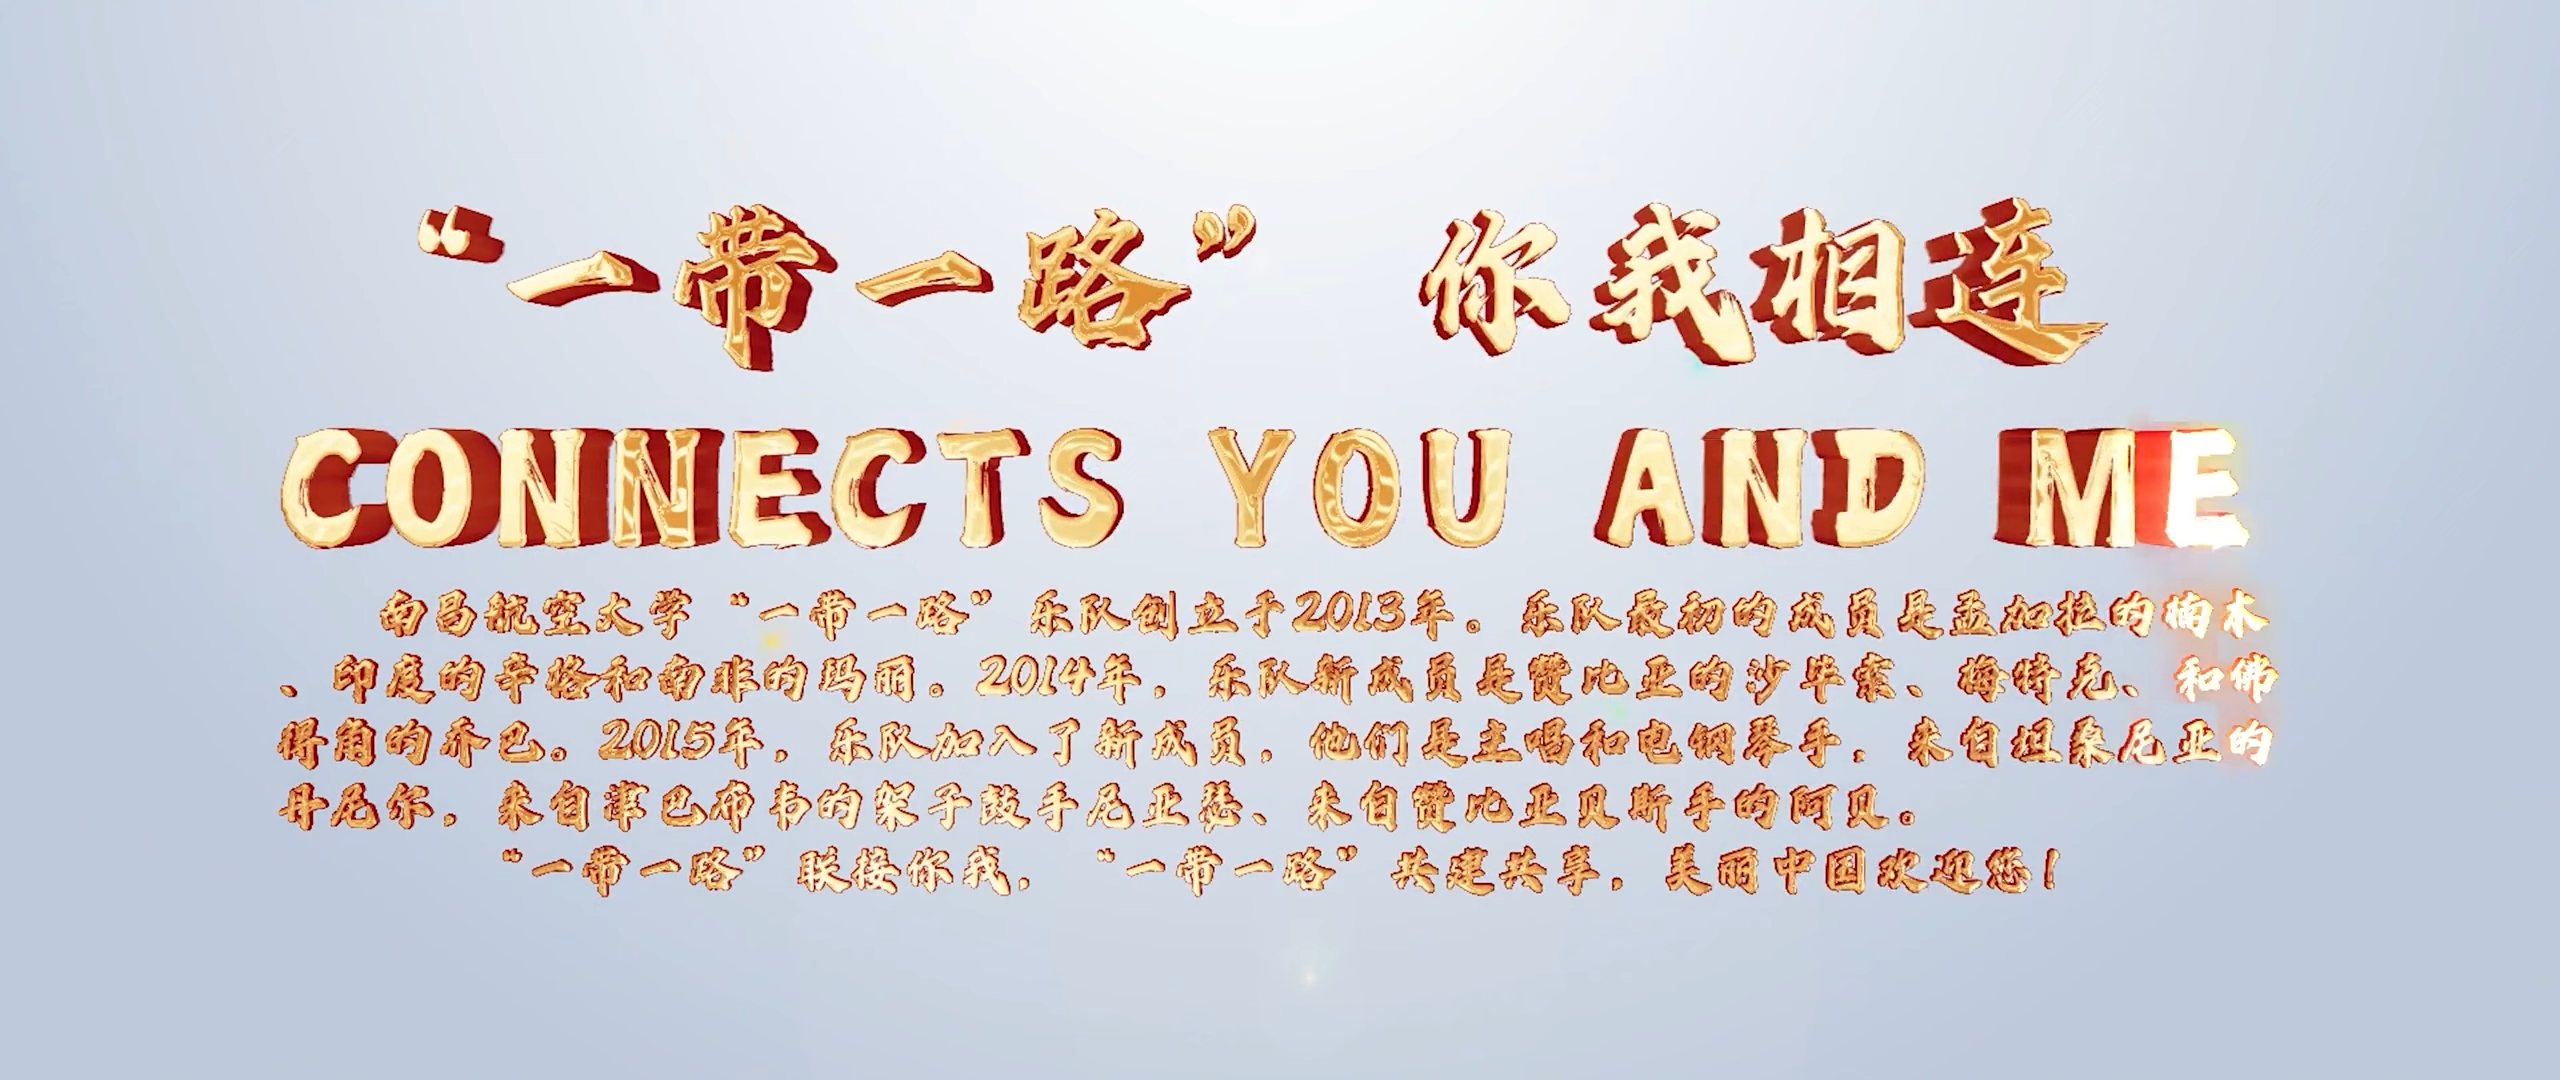 “一带一路” 你我相连
CONNECTS YOU AND ME
南昌航空大学“一带一路”乐队创立于2013年。乐队最初的成员是孟加拉的楠木
、印度的辛格和南非的玛丽。2014年，乐队新成员是赞比亚的沙毕索、梅特克、和佛
得角的乔巴。2015年，乐队加入了新成员，他们是主唱和电钢琴手，来自坦桑尼亚的
丹尼尔，来自津巴布韦的架子鼓手尼亚瑟、来自赞比亚贝斯手的阿贝。
“一带一路”联接你我，“一带一路”共建共享，美丽中国欢迎您！